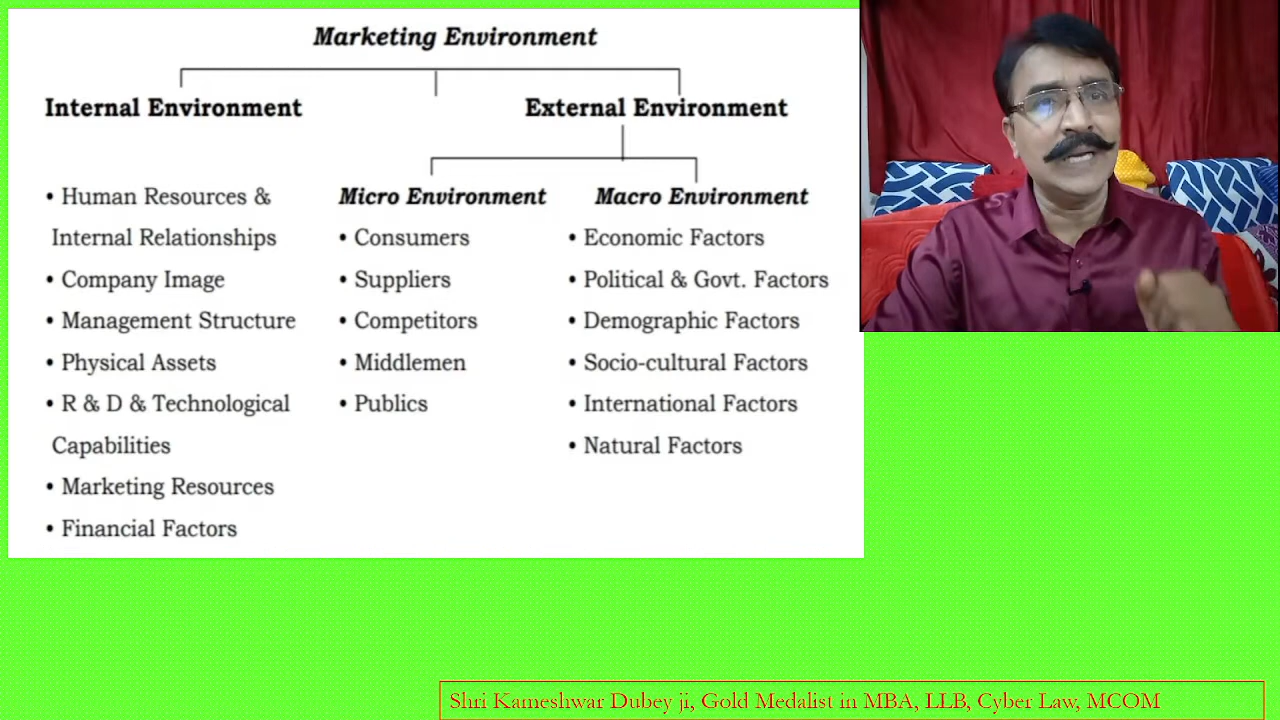 Marketing Environment
Internal Environment
External Environment
• Human Resources &
Internal Relationships
• Company Image
• Management Structure
• Physical Assets
• R & D & Technological
Capabilities
• Marketing Resources
• Financial Factors
Micro Environment
• Consumers
• Suppliers
• Competitors
• Middlemen
• Publics
Macro Environment
• Economic Factors
• Political & Govt. Factors
• Demographic Factors
• Socio-cultural Factors
• International Factors
• Natural Factors
Shri Kameshwar Dubey ji, Gold Medalist in MBA, LLB, Cyber Law, MCOM